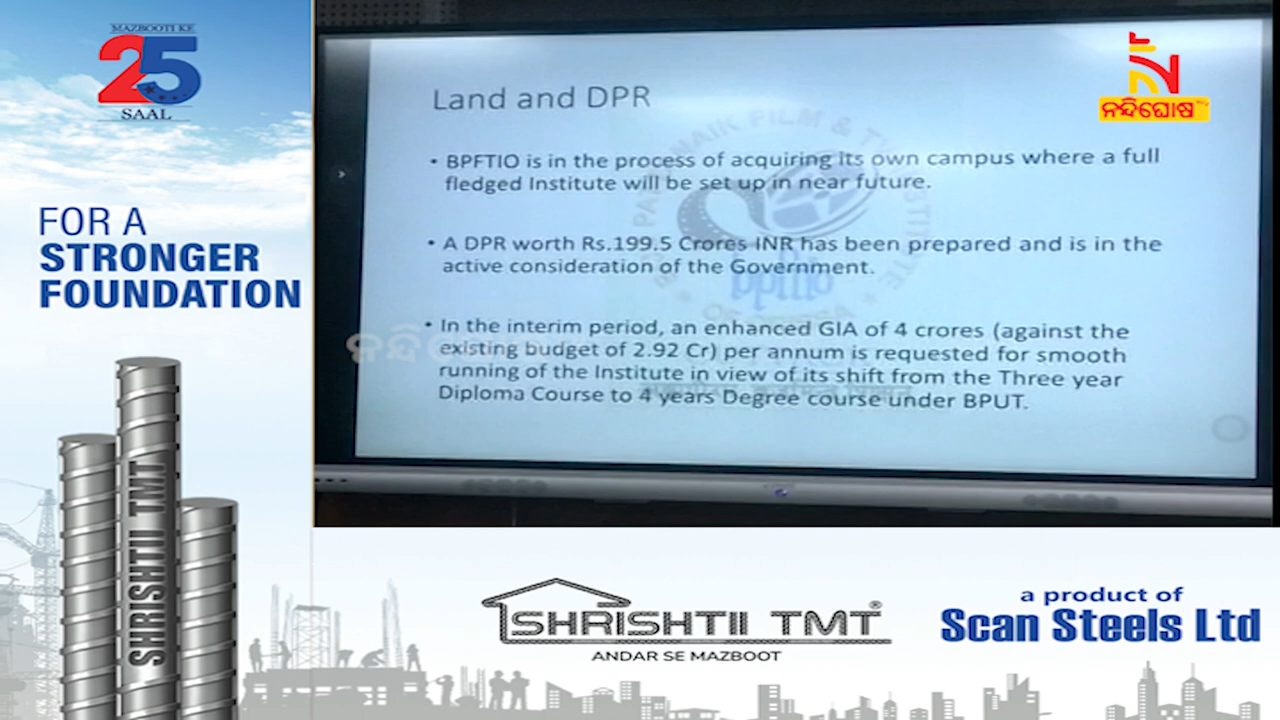 MAZBOOTI KE
25
SAAL
FOR A
STRONGER
FOUNDATION
SHRISHTII TMT
ନନ୍ଦିଘୋଷ
Land and DPR
• BPFTIO is in the process of acquiring its own campus where a full
fledged Institute will be set up in near future.
• A DPR worth Rs.199.5 Crores INR has been prepared and is in the
active consideration of the Government.
• In the interim period, an enhanced GIA of 4 crores (against the
existing budget of 2.92 Cr) per annum is requested for smooth
running of the Institute in view of its shift from the Three year
Diploma Course to 4 years Degree course under BPUT.
SHRISHTII TMT®
ANDAR SE MAZBOOT
a product of
Scan Steels Ltd